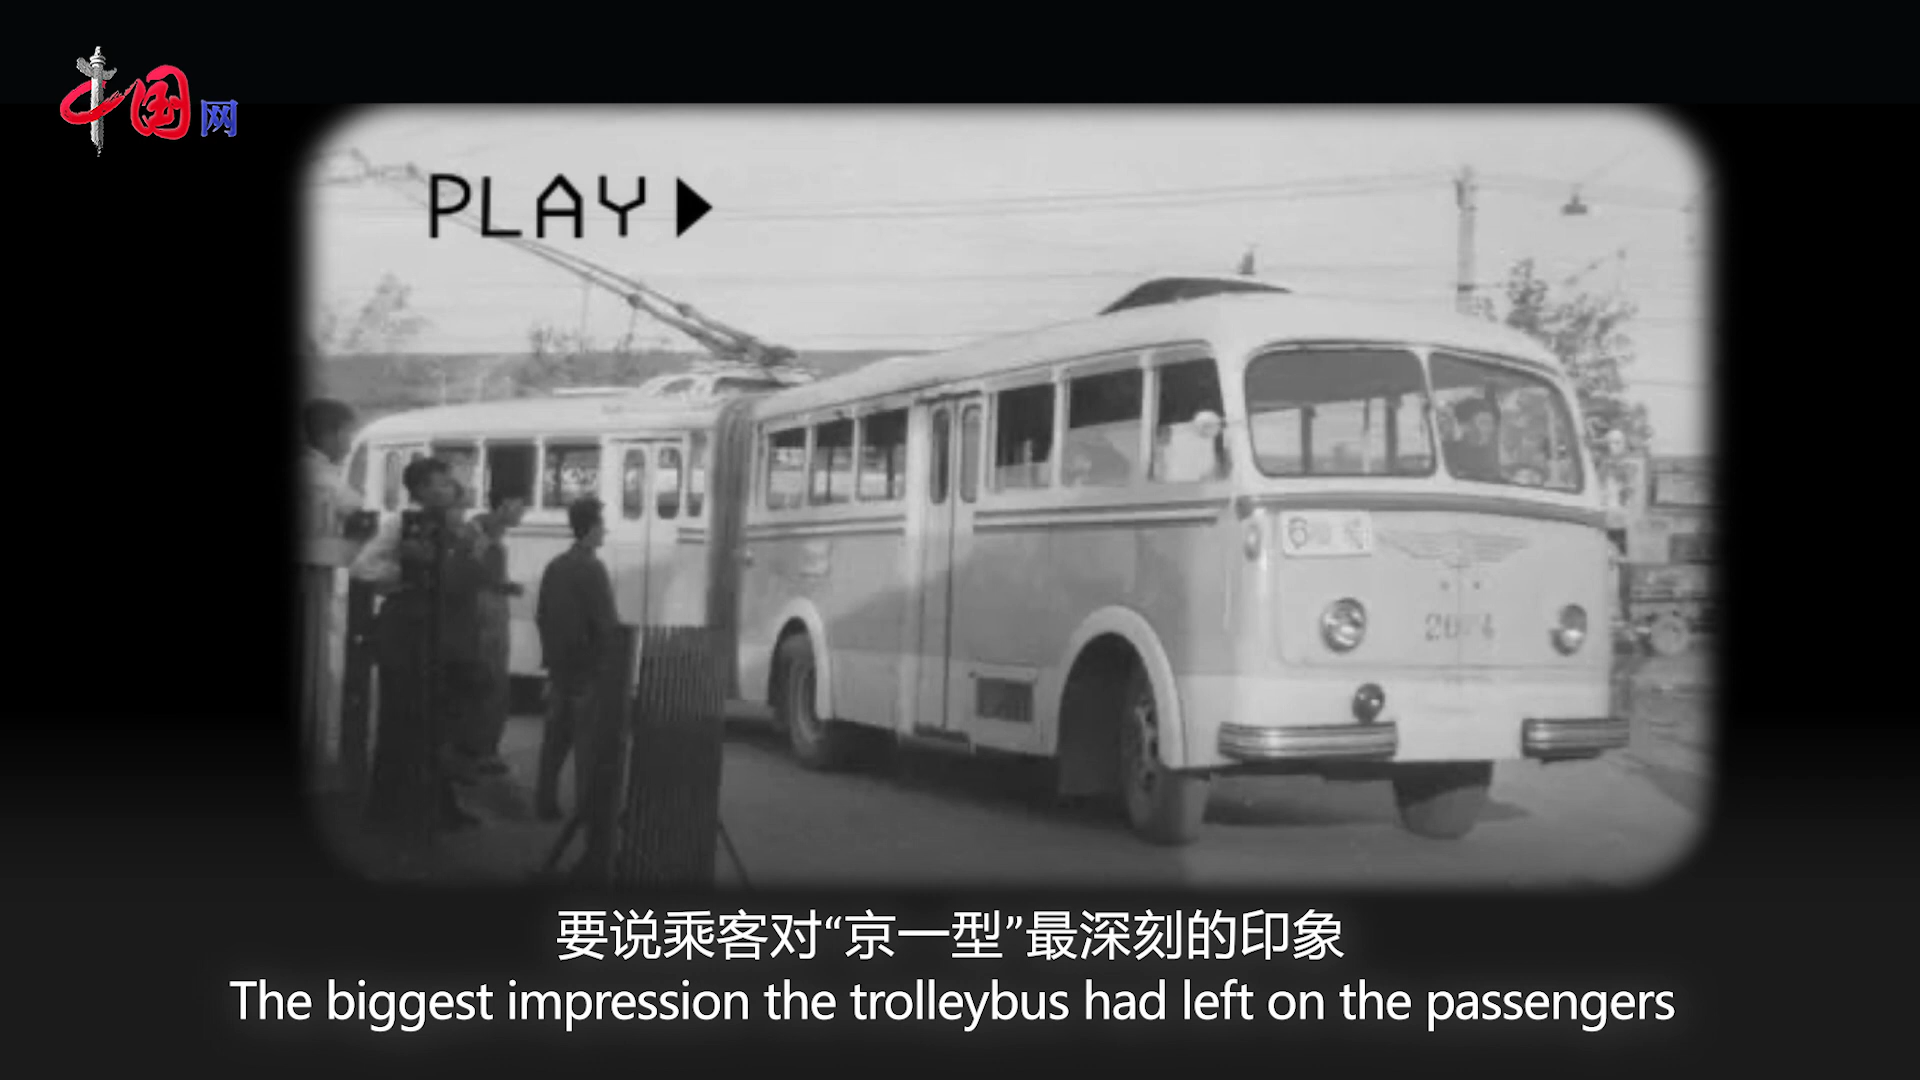 中国网
PLAY
要说乘客对“京一型”最深刻的印象
The biggest impression the trolleybus had left on the passengers